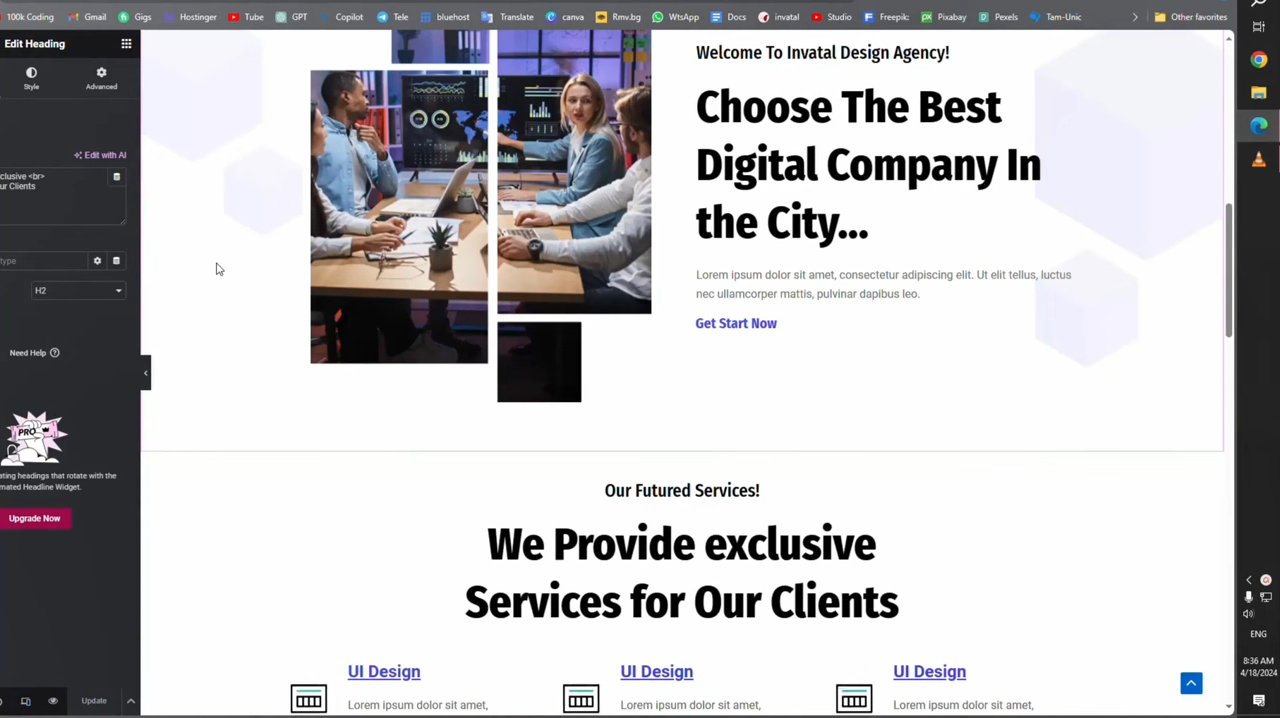 100k Coding
Gmail
Gigs
Hostinger
Tube
GPT
Copilot
Tele
bluehost
Translate
canva
Rmv.bg
WtsApp
Docs
invatal
Studio
Freepik:
Pixabay
Pexels
Tam-Unic
Other favorites
Edit Heading
Style
Advanced
Edit with AI
clusive <br>
ur Clients
type
H2
Need Help
PRO
ating headings that rotate with the
mated Headline Widget.
Upgrade Now
Update
Welcome To Invatal Design Agency!
Choose The Best
Digital Company In
the City...
Lorem ipsum dolor sit amet, consectetur adipiscing elit. Ut elit tellus, luctus
nec ullamcorper mattis, pulvinar dapibus leo.
Get Start Now
Our Futured Services!
We Provide exclusive
Services for Our Clients
UI Design
Lorem ipsum dolor sit amet,
UI Design
Lorem ipsum dolor sit amet,
UI Design
Lorem ipsum dolor sit amet,
ENG
8:36 AM
4/18/2024